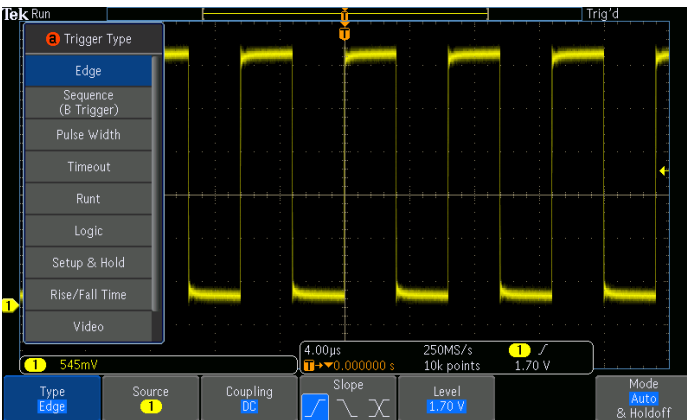 Tek Run Trig'd
T
T
a Trigger Type
Edge
Sequence
(B Trigger)
Pulse Width
Timeout
Runt
Logic
Setup & Hold
Rise/Fall Time
Video
1
1 545mV
4.00µs 250MS/s 1
T→▼0.000000 s 10k points 1.70 V
Type
Edge
Source
1
Coupling
DC
Slope
Level
1.70 V
Mode
Auto
& Holdoff